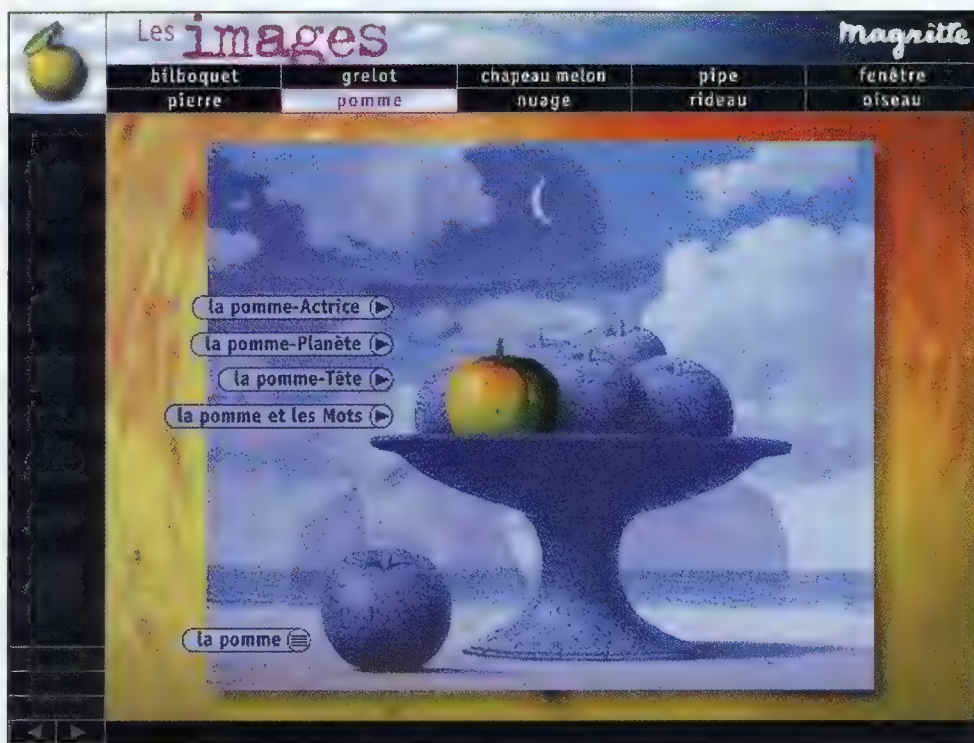 Les images Magritte
bilboquet grelot chapeau melon pipe fenêtre
pierre pomme nuage rideau oiseau
la pomme-Actrice
la pomme-Planète
la pomme-Tête
la pomme et les Mots
la pomme